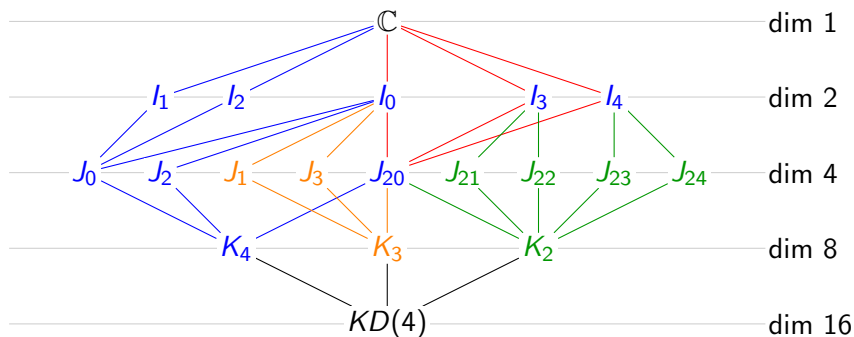 ℂ dim 1
I₁ I₂ I₀ I₃ I₄ dim 2
J₀ J₂ J₁ J₃ J₂₀ J₂₁ J₂₂ J₂₃ J₂₄ dim 4
K₄ K₃ K₂ dim 8
KD(4) dim 16